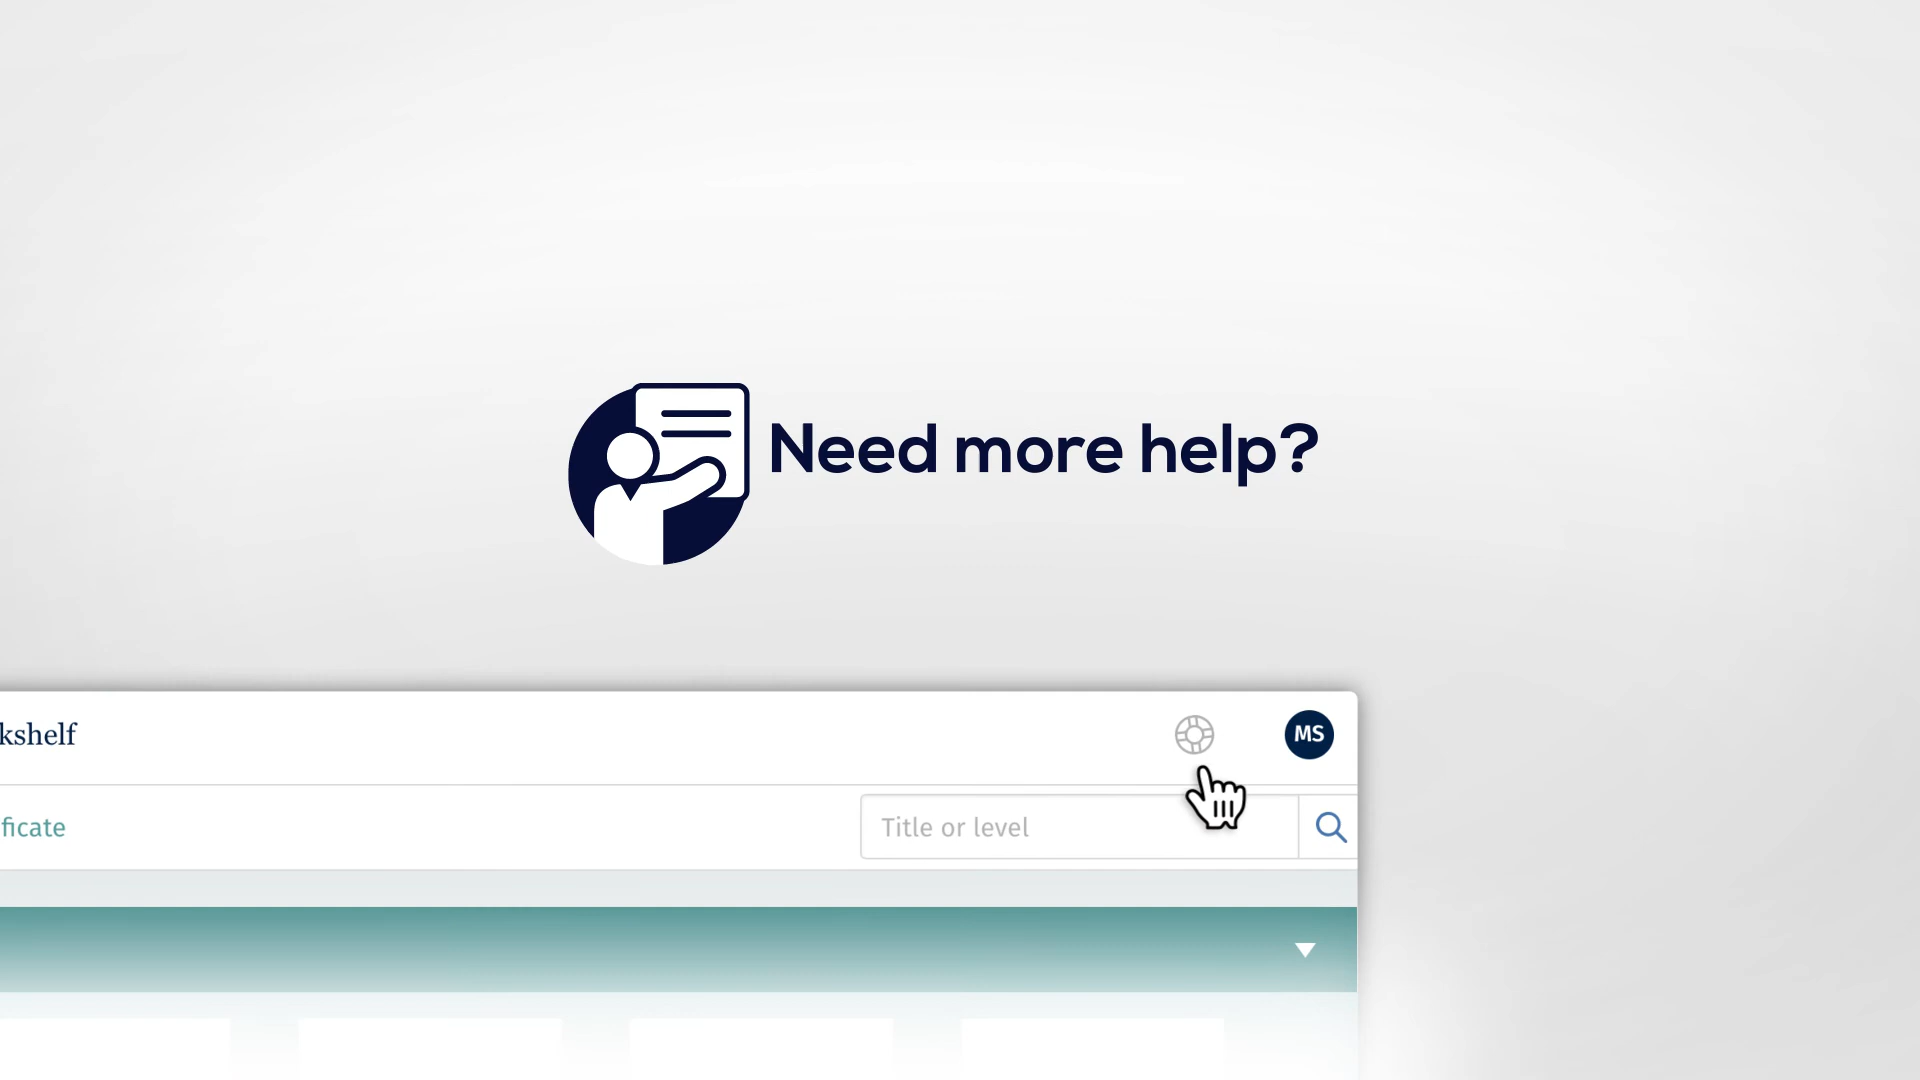 Need more help?
kshelf
MS
ficate
Title or level